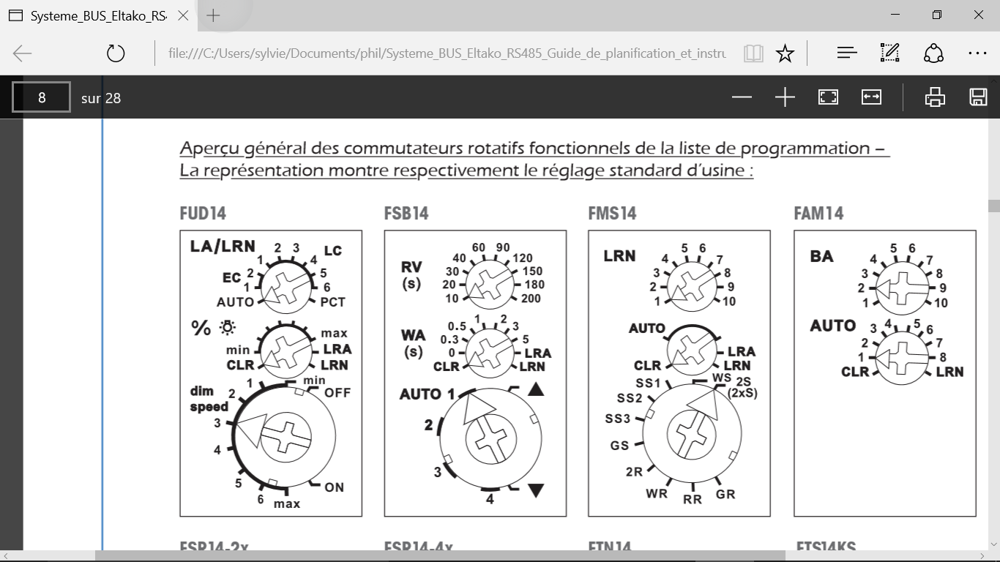 Systeme_BUS_Eltako_RS
file:///C:/Users/sylvie/Documents/phil/Systeme_BUS_Eltako_RS485_Guide_de_planification_et_instru
8 sur 28
Aperçu général des commutateurs rotatifs fonctionnels de la liste de programmation –
La représentation montre respectivement le réglage standard d'usine :
FUD14
LA/LRN
2 3
1 4 LC
EC 2 5
1 6
AUTO PCT
%
max
min LRA
CLR LRN
min
1 OFF
dim
speed 2
3
4
5
6
max
ON
FSB14
60 90
40 120
RV 30 150
(s) 20 180
10 200
1 2
0.5 3
WA 0.3 5
(s) 0 LRA
CLR LRN
AUTO 1 ▲
2
3
4 ▼
FMS14
LRN
5 6
4 7
3 8
2 9
1 10
AUTO
LRA
CLR LRN
WS
SS1 2S
SS2 (2xS)
SS3
GS
2R
WR RR GR
FAM14
BA
5 6
4 7
3 8
2 9
1 10
AUTO
4 5
3 6
2 7
1 8
CLR LRN
FSR14-2x FSR14-4x FTN14 FTS14KS